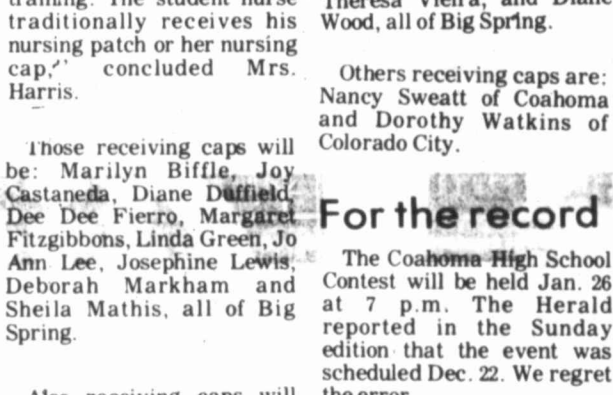 training. The student nurse
traditionally receives his
nursing patch or her nursing
cap," concluded Mrs.
Harris.
Those receiving caps will
be: Marilyn Biffle, Joy
Castaneda, Diane Duffield,
Dee Dee Fierro, Margaret
Fitzgibbons, Linda Green, Jo
Ann Lee, Josephine Lewis,
Deborah Markham and
Sheila Mathis, all of Big
Spring.
receiving caps will
Theresa Vieira, and Diane
Wood, all of Big Spring.
Others receiving caps are:
Nancy Sweatt of Coahoma
and Dorothy Watkins of
Colorado City.
For the record
The Coahoma High School
Contest will be held Jan. 26
at 7 p.m. The Herald
reported in the Sunday
edition that the event was
scheduled Dec. 22. We regret
the error.